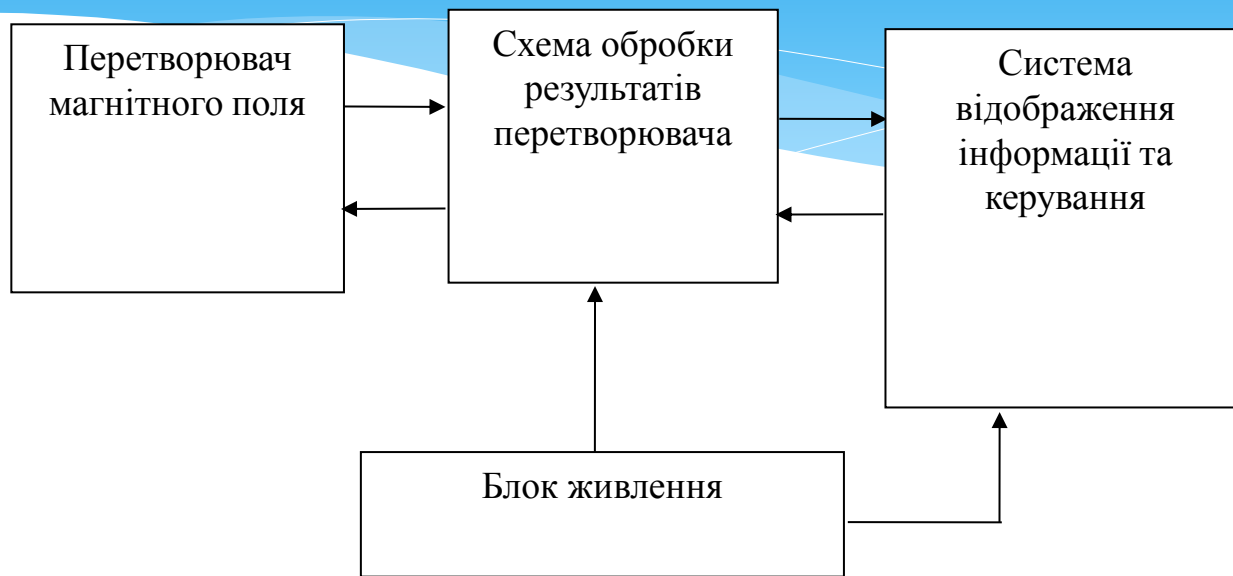 Перетворювач
магнітного поля
Схема обробки
результатів
перетворювача
Система
відображення
інформації та
керування
Блок живлення